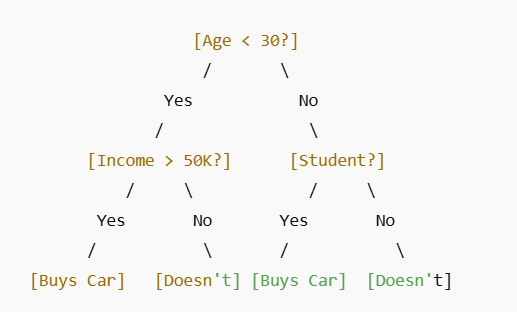 [Age < 30?]
/ \
Yes No
/ \
[Income > 50K?] [Student?]
/ \ / \
Yes No Yes No
/ \ / \
[Buys Car] [Doesn't] [Buys Car] [Doesn't]